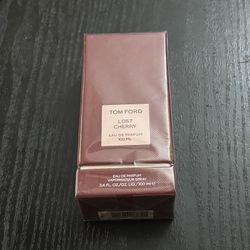 TOM FORD
LOST
CHERRY
EAU DE PARFUM
100 ML
EAU DE PARFUM
VAPORISATEUR SPRAY
3.4 FL. OZ./OZ. LIQ./100 ml ℮